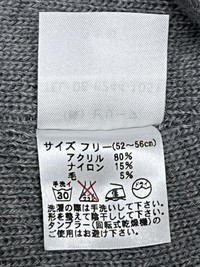 サイズ フリー(52~56cm)
アクリル 80%
ナイロン 15%
毛 5%
手洗イ
30
洗濯の際は手洗いして下さい。
形を整えて陰干しして下さい。
タンブラー(回転式乾燥機)の
ご使用はお避け下さい。